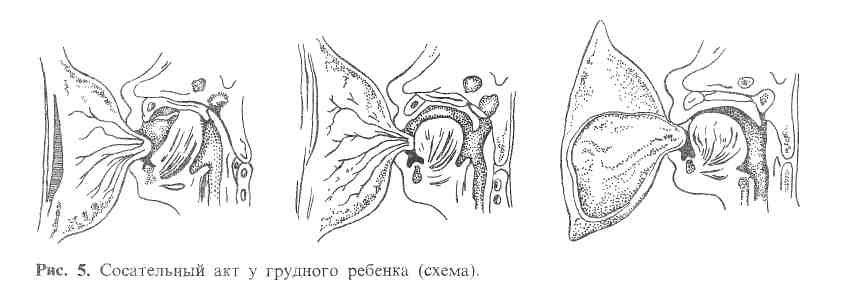 Рис. 5. Сосательный акт у грудного ребенка (схема).